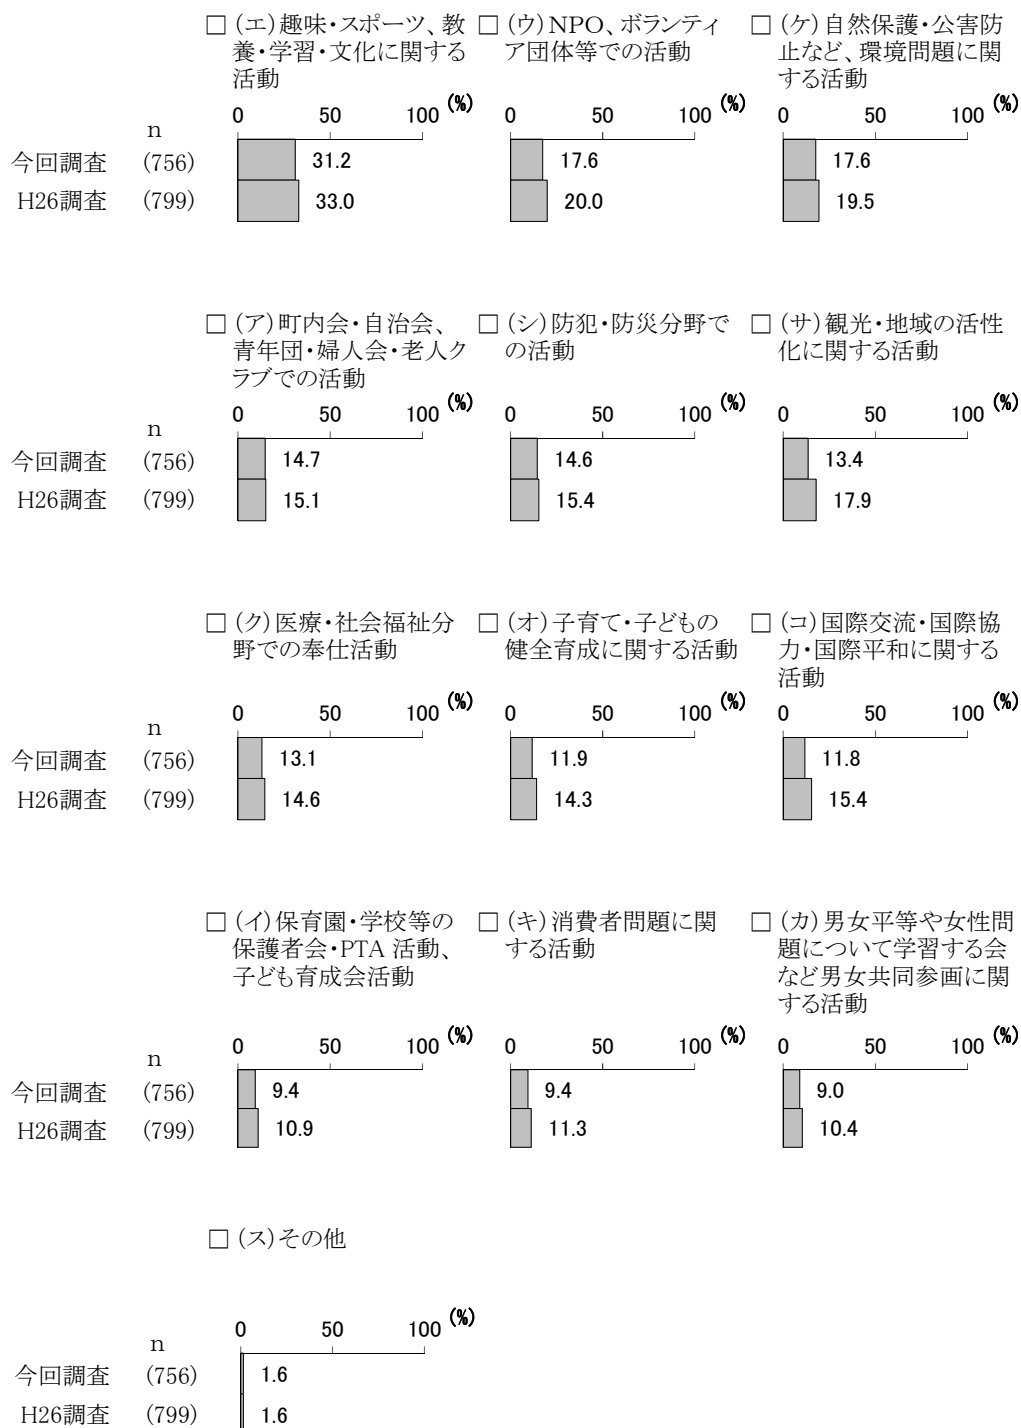 □ (エ)趣味・スポーツ、教
養・学習・文化に関する
活動
□ (ウ)NPO、ボランティ
ア団体等での活動
□ (ケ)自然保護・公害防
止など、環境問題に関
する活動
0 50 100 (%) 0 50 100 (%) 0 50 100 (%)
n
今回調査 (756) 31.2 17.6 17.6
H26調査 (799) 33.0 20.0 19.5
□ (ア)町内会・自治会、
青年団・婦人会・老人ク
ラブでの活動
□ (シ)防犯・防災分野で
の活動
□ (サ)観光・地域の活性
化に関する活動
0 50 100 (%) 0 50 100 (%) 0 50 100 (%)
n
今回調査 (756) 14.7 14.6 13.4
H26調査 (799) 15.1 15.4 17.9
□ (ク)医療・社会福祉分
野での奉仕活動
□ (オ)子育て・子どもの
健全育成に関する活動
□ (コ)国際交流・国際協
力・国際平和に関する
活動
0 50 100 (%) 0 50 100 (%) 0 50 100 (%)
n
今回調査 (756) 13.1 11.9 11.8
H26調査 (799) 14.6 14.3 15.4
□ (イ)保育園・学校等の
保護者会・PTA 活動、
子ども育成会活動
□ (キ)消費者問題に関
する活動
□ (カ)男女平等や女性問
題について学習する会
など男女共同参画に関
する活動
0 50 100 (%) 0 50 100 (%) 0 50 100 (%)
n
今回調査 (756) 9.4 9.4 9.0
H26調査 (799) 10.9 11.3 10.4
□ (ス)その他
0 50 100 (%)
n
今回調査 (756) 1.6
H26調査 (799) 1.6